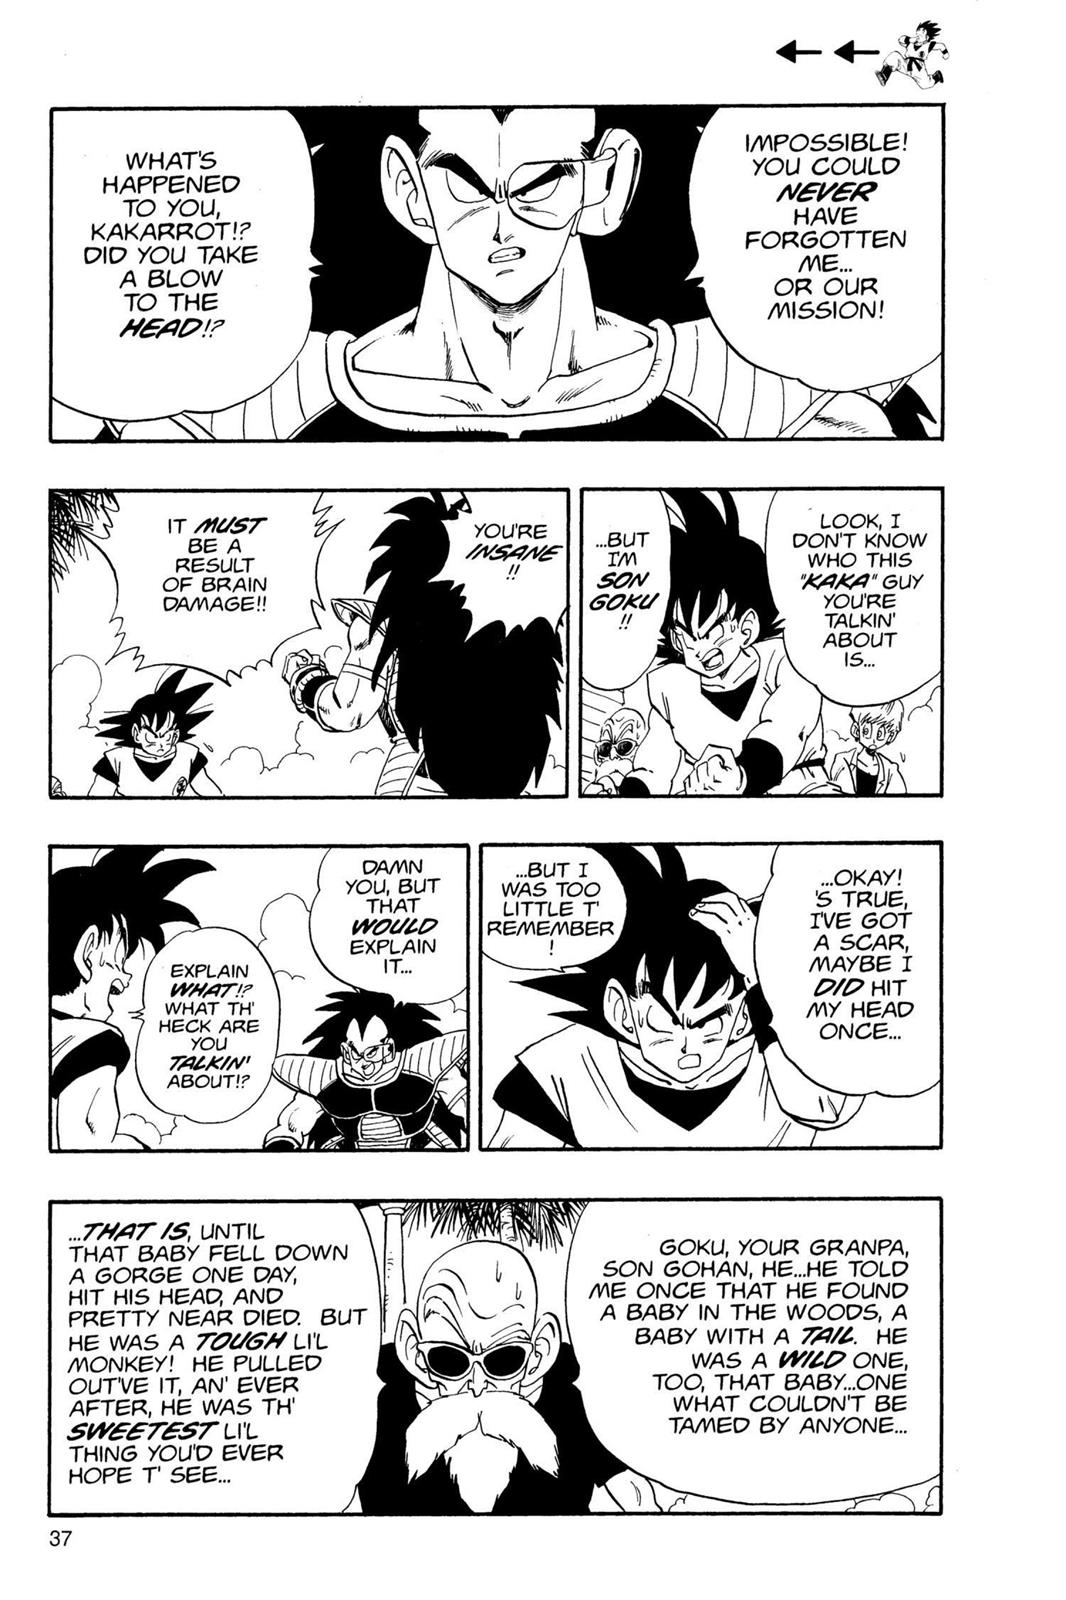 IMPOSSIBLE!
YOU COULD
NEVER
HAVE
FORGOTTEN
ME...
OR OUR
MISSION!
WHAT'S
HAPPENED
TO YOU,
KAKARROT!?
DID YOU TAKE
A BLOW
TO THE
HEAD!?
LOOK, I
DON'T KNOW
WHO THIS
"KAKA" GUY
YOU'RE
TALKIN'
ABOUT
IS...
...BUT
I'M
SON
GOKU
!!
YOU'RE
INSANE
!!
IT MUST
BE A
RESULT
OF BRAIN
DAMAGE!!
...OKAY!
'S TRUE,
I'VE GOT
A SCAR,
MAYBE I
DID HIT
MY HEAD
ONCE...
...BUT I
WAS TOO
LITTLE T'
REMEMBER
!
DAMN
YOU, BUT
THAT
WOULD
EXPLAIN
IT...
EXPLAIN
WHAT!?
WHAT TH'
HECK ARE
YOU
TALKIN'
ABOUT!?
GOKU, YOUR GRANPA,
SON GOHAN, HE...HE TOLD
ME ONCE THAT HE FOUND
A BABY IN THE WOODS, A
BABY WITH A TAIL. HE
WAS A WILD ONE,
TOO, THAT BABY...ONE
WHAT COULDN'T BE
TAMED BY ANYONE...
...THAT IS, UNTIL
THAT BABY FELL DOWN
A GORGE ONE DAY,
HIT HIS HEAD, AND
PRETTY NEAR DIED. BUT
HE WAS A TOUGH LI'L
MONKEY! HE PULLED
OUT'VE IT, AN' EVER
AFTER, HE WAS TH'
SWEETEST LI'L
THING YOU'D EVER
HOPE T' SEE...
37